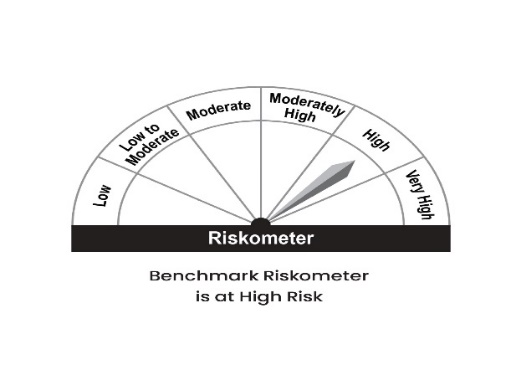 Low
Low to
Moderate
Moderate
Moderately
High
High
Very High
Riskometer
Benchmark Riskometer
is at High Risk